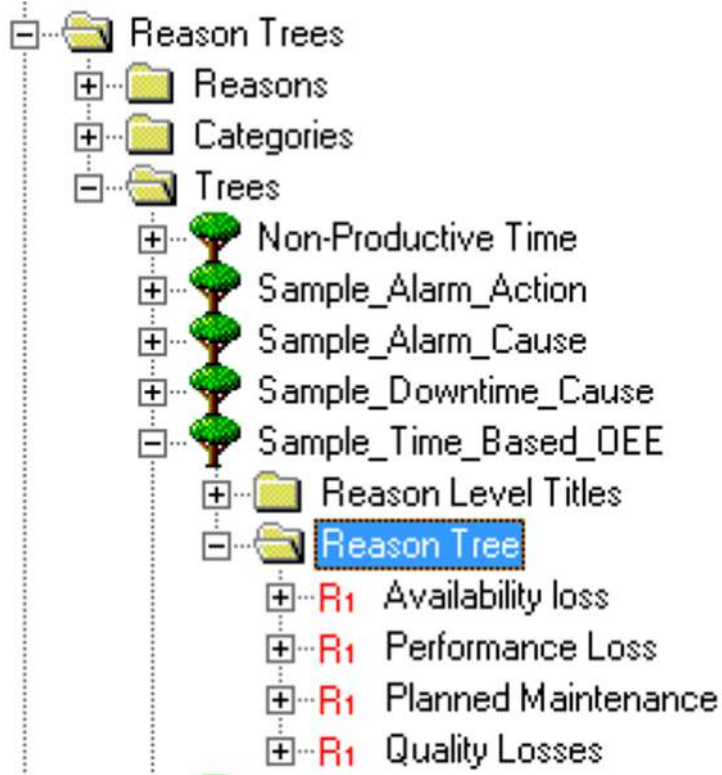 Reason Trees
Reasons
Categories
Trees
Non-Productive Time
Sample_Alarm_Action
Sample_Alarm_Cause
Sample_Downtime_Cause
Sample_Time_Based_OEE
Reason Level Titles
Reason Tree
R1 Availability loss
R1 Performance Loss
R1 Planned Maintenance
R1 Quality Losses